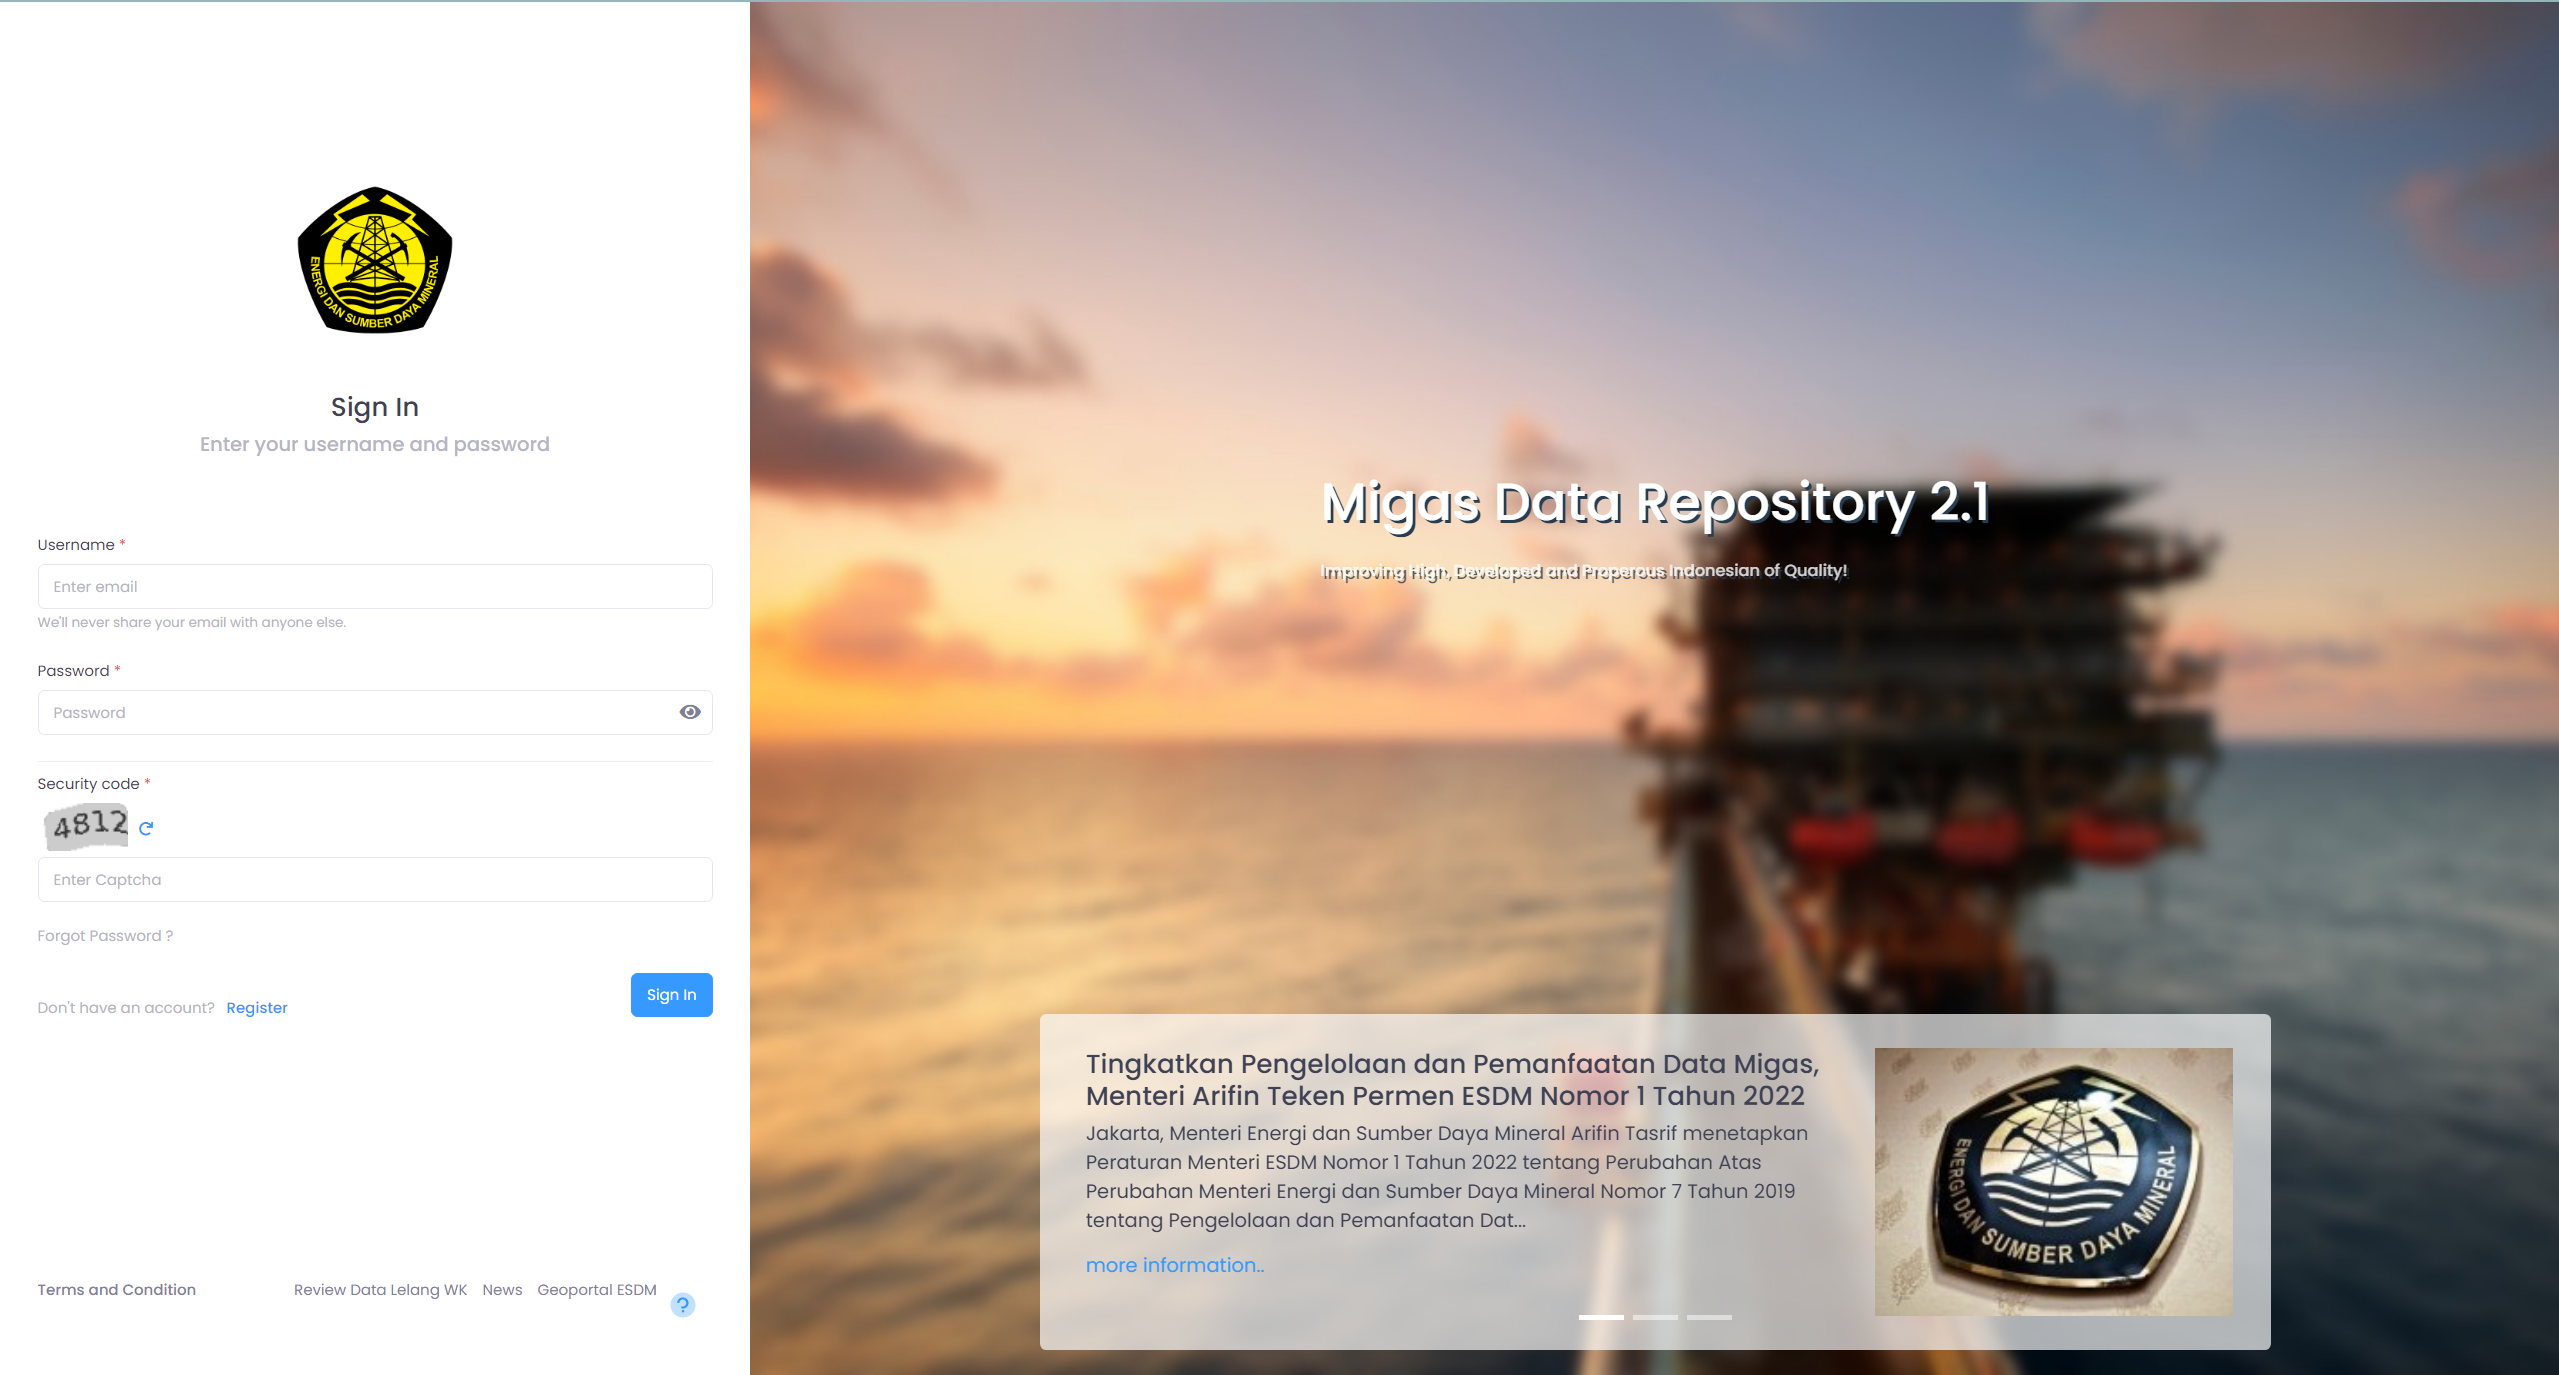 ENERGI DAN SUMBER DAYA MINERAL
Sign In
Enter your username and password
Username *
Enter email
We'll never share your email with anyone else.
Password *
Password
Security code *
4812
Enter Captcha
Forgot Password ?
Don't have an account? Register
Sign In
Terms and Condition
Review Data Lelang WK
News
Geoportal ESDM
?
Migas Data Repository 2.1
Improving High, Developed and Properous Indonesian of Quality!
Tingkatkan Pengelolaan dan Pemanfaatan Data Migas,
Menteri Arifin Teken Permen ESDM Nomor 1 Tahun 2022
Jakarta, Menteri Energi dan Sumber Daya Mineral Arifin Tasrif menetapkan
Peraturan Menteri ESDM Nomor 1 Tahun 2022 tentang Perubahan Atas
Perubahan Menteri Energi dan Sumber Daya Mineral Nomor 7 Tahun 2019
tentang Pengelolaan dan Pemanfaatan Dat...
more information..
ENERGI DAN SUMBER DAYA MINERAL